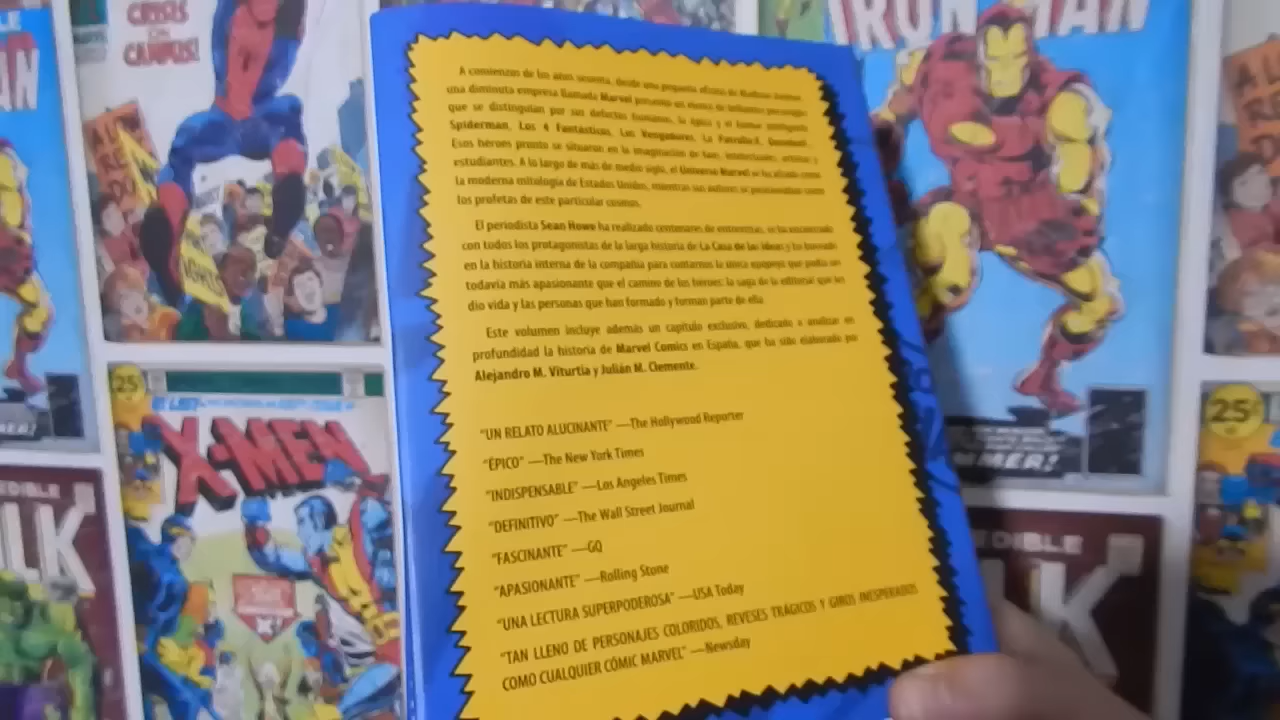 A comienzos de los años sesenta, desde una pequeña oficina de Madison Avenue,
una diminuta empresa llamada Marvel presentó un elenco de brillantes personajes
que se distinguían por sus defectos humanos, la épica y el humor inteligente
Spiderman, Los 4 Fantásticos, Los Vengadores, La Patrulla-X, Daredevil...
Esos héroes pronto se situaron en la imaginación de fans, intelectuales, artistas y
estudiantes. A lo largo de más de medio siglo, el Universo Marvel se ha alzado como
la moderna mitología de Estados Unidos, mientras sus autores se posicionaban como
los profetas de este particular cosmos.
El periodista Sean Howe ha realizado centenares de entrevistas, se ha encontrado
con todos los protagonistas de la larga historia de La Casa de las Ideas y ha buceado
en la historia interna de la compañía para contarnos la única epopeya que podía ser
todavía más apasionante que el camino de los héroes: la saga de la editorial que les
dio vida y las personas que han formado y forman parte de ella.
Este volumen incluye además un capítulo exclusivo, dedicado a analizar en
profundidad la historia de Marvel Comics en España, que ha sido elaborado por
Alejandro M. Viturtia y Julián M. Clemente.
"UN RELATO ALUCINANTE" —The Hollywood Reporter
"ÉPICO" —The New York Times
"INDISPENSABLE" —Los Angeles Times
"DEFINITIVO" —The Wall Street Journal
"FASCINANTE" —GQ
"APASIONANTE" —Rolling Stone
"UNA LECTURA SUPERPODEROSA" —USA Today
"TAN LLENO DE PERSONAJES COLORIDOS, REVESES TRÁGICOS Y GIROS INESPERADOS
COMO CUALQUIER CÓMIC MARVEL" —Newsday
CRISIS
ON
CAMPUS!
IRON MAN
X-MEN
25¢
25¢